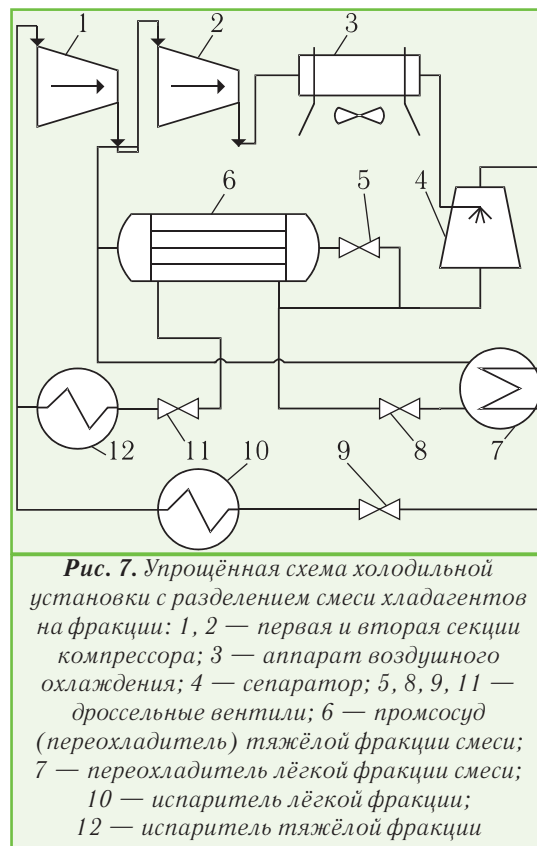 1
2
3
6
5
4
12
11
10
9
8
7
Рис. 7. Упрощённая схема холодильной
установки с разделением смеси хладагентов
на фракции: 1, 2 — первая и вторая секции
компрессора; 3 — аппарат воздушного
охлаждения; 4 — сепаратор; 5, 8, 9, 11 —
дроссельные вентили; 6 — промсосуд
(переохладитель) тяжёлой фракции смеси;
7 — переохладитель лёгкой фракции смеси;
10 — испаритель лёгкой фракции;
12 — испаритель тяжёлой фракции